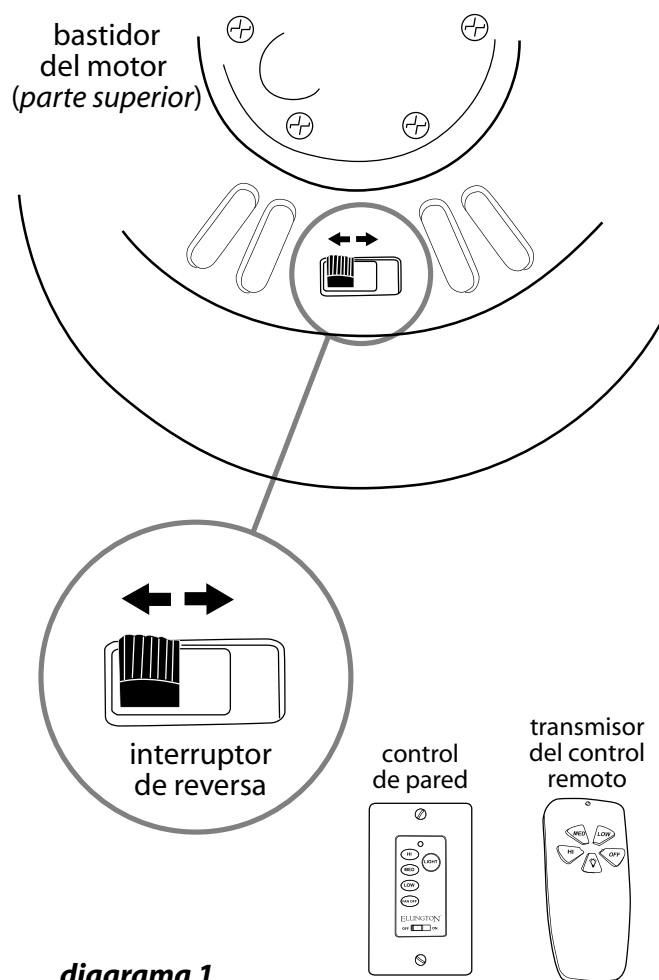 bastidor
del motor
(parte superior)
interruptor
de reversa
control
de pared
HI
LIGHT
MED
LOW
FAN OFF
ELLINGTON
OFF ON
transmisor
del control
remoto
MED LOW
HI OFF
diagrama 1